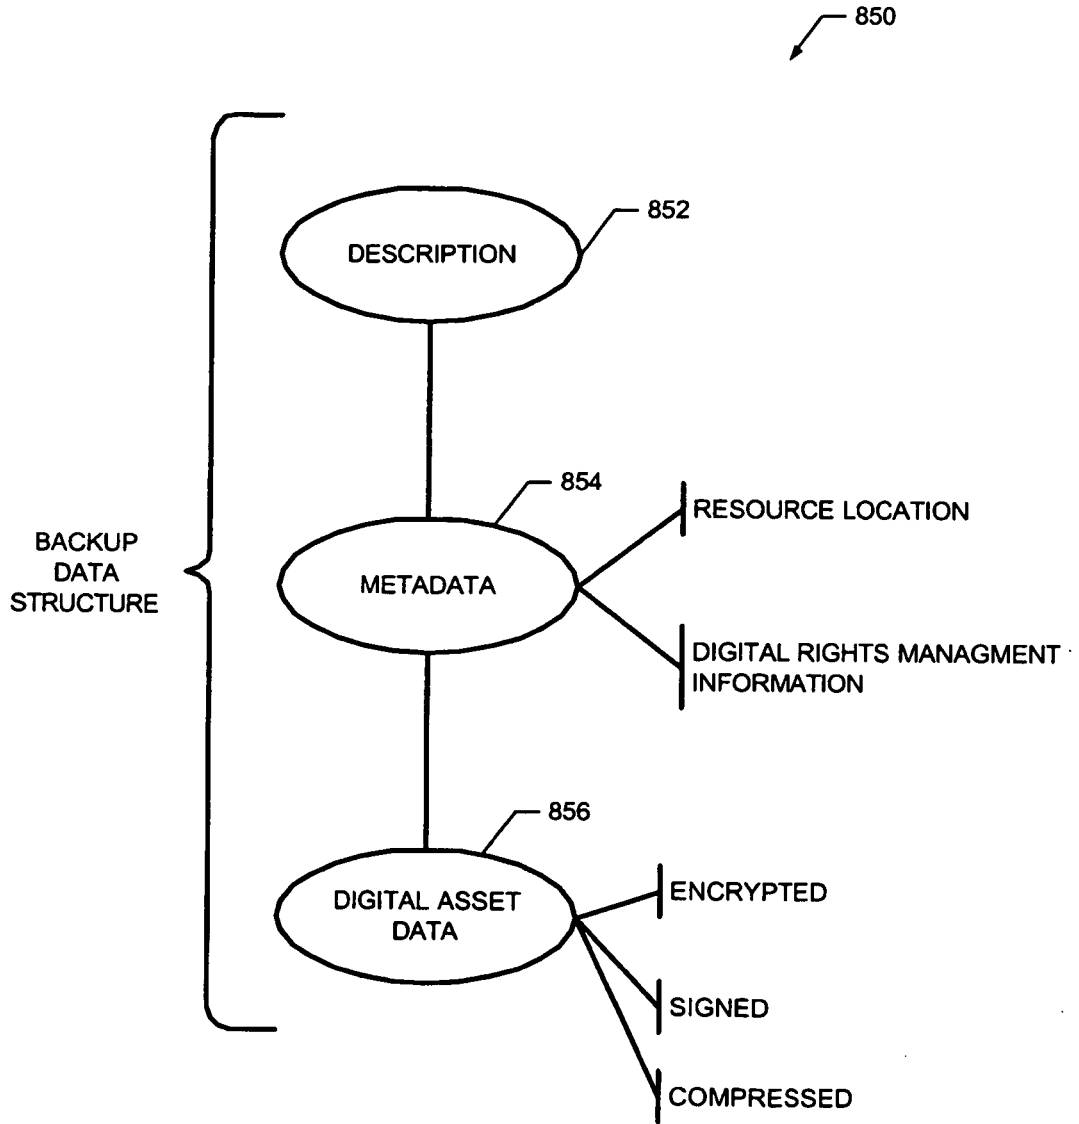 850
852
DESCRIPTION
854
RESOURCE LOCATION
BACKUP
DATA
STRUCTURE
METADATA
DIGITAL RIGHTS MANAGMENT
INFORMATION
856
DIGITAL ASSET
DATA
ENCRYPTED
SIGNED
COMPRESSED